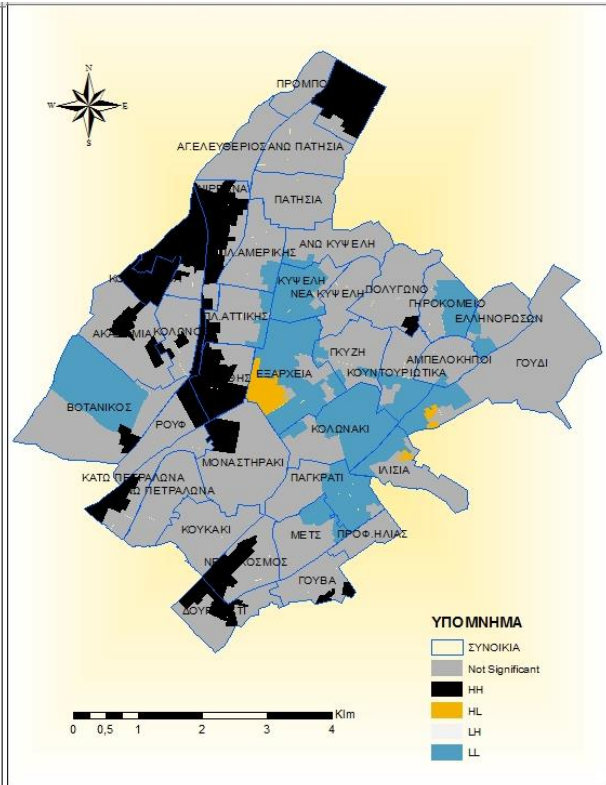 N
W E
S
ΠΡΟΜΠΟ
ΑΓ.ΕΛΕΥΘΕΡΙΟΣ ΑΝΩ ΠΑΤΗΣΙΑ
ΠΑΤΗΣΙΑ
ΠΛ.ΑΜΕΡΙΚΗΣ
ΑΝΩ ΚΥΨΕΛΗ
ΚΥΨΕΛΗ
ΝΕΑ ΚΥΨΕΛΗ
ΠΟΛΥΓΩΝΟ
ΓΗΡΟΚΟΜΕΙΟ
ΕΛΛΗΝΟΡΩΣΩΝ
ΠΛ.ΑΤΤΙΚΗΣ
ΚΟΛΩΝΟΣ
ΓΚΥΖΗ
ΑΜΠΕΛΟΚΗΠΟΙ
ΓΟΥΔΙ
ΕΞΑΡΧΕΙΑ
ΚΟΥΝΤΟΥΡΙΩΤΙΚΑ
ΒΟΤΑΝΙΚΟΣ
ΡΟΥΦ
ΚΟΛΩΝΑΚΙ
ΜΟΝΑΣΤΗΡΑΚΙ
ΙΛΙΣΙΑ
ΠΑΓΚΡΑΤΙ
ΚΑΤΩ ΠΕΤΡΑΛΩΝΑ
ΠΕΤΡΑΛΩΝΑ
ΚΟΥΚΑΚΙ
ΜΕΤΣ
ΠΡΟΦ.ΗΛΙΑΣ
ΓΟΥΒΑ
ΥΠΟΜΝΗΜΑ
ΣΥΝΟΙΚΙΑ
Not Significant
HH
HL
LH
LL
Klm
0 0,5 1 2 3 4